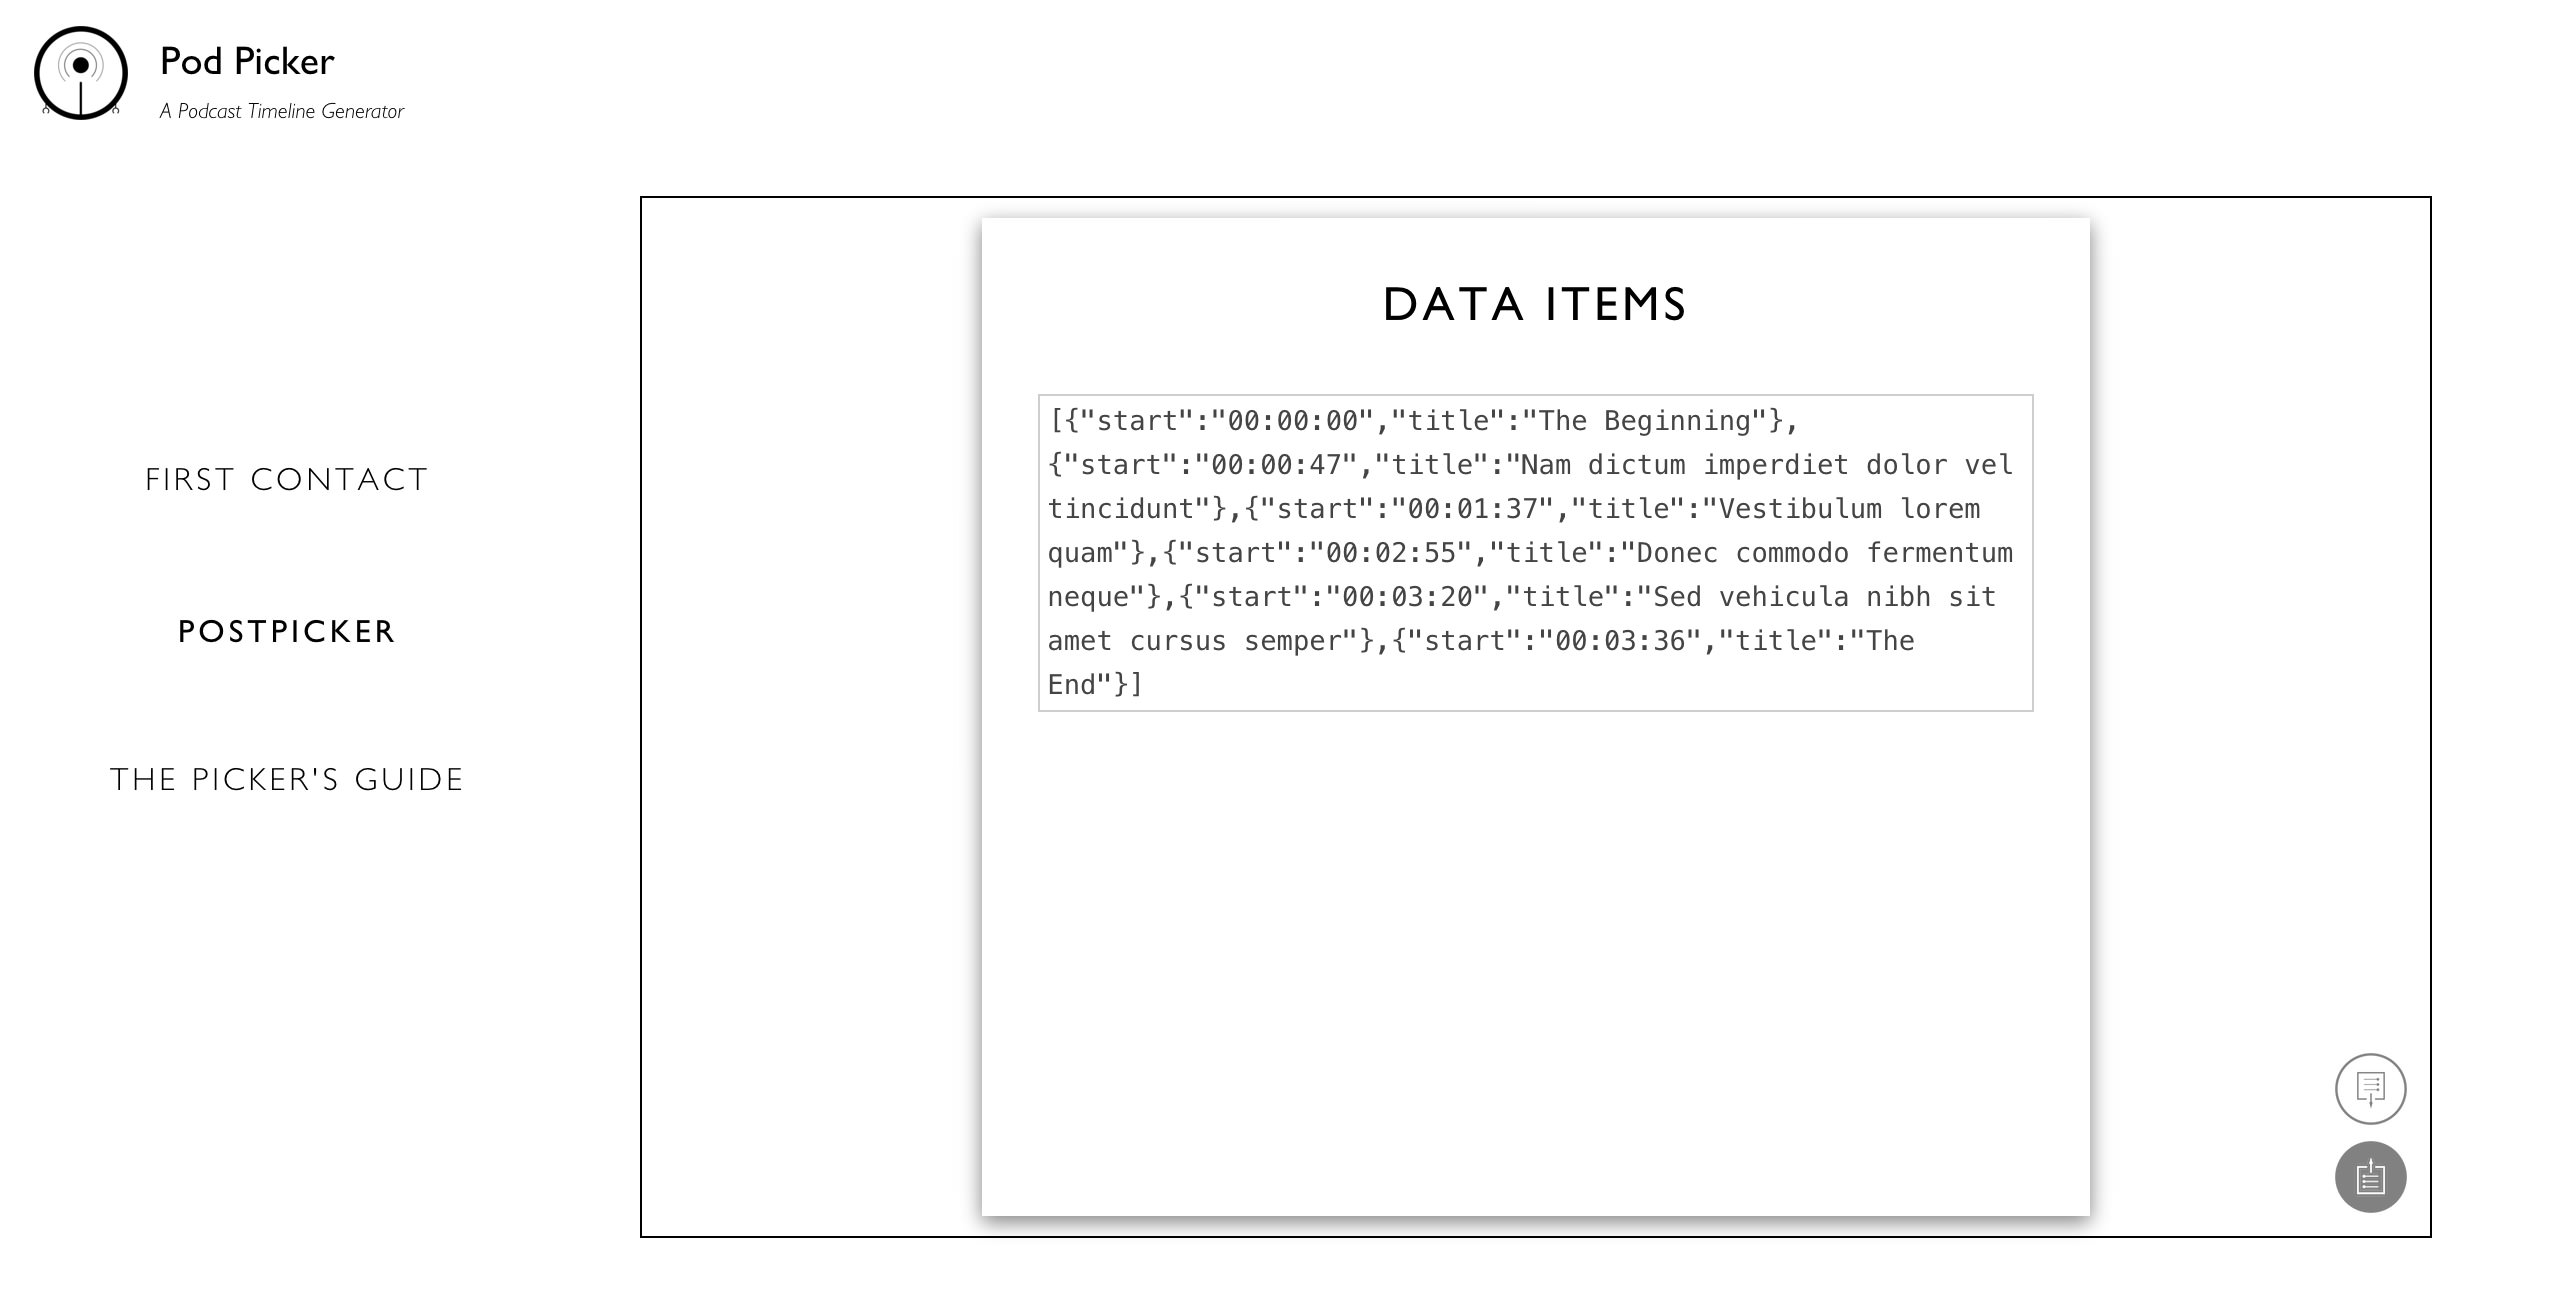 Pod Picker
A Podcast Timeline Generator
FIRST CONTACT
POSTPICKER
THE PICKER'S GUIDE
DATA ITEMS
[{"start":"00:00:00","title":"The Beginning"},
{"start":"00:00:47","title":"Nam dictum imperdiet dolor vel
tincidunt"},{"start":"00:01:37","title":"Vestibulum lorem
quam"},{"start":"00:02:55","title":"Donec commodo fermentum
neque"},{"start":"00:03:20","title":"Sed vehicula nibh sit
amet cursus semper"},{"start":"00:03:36","title":"The
End"}]